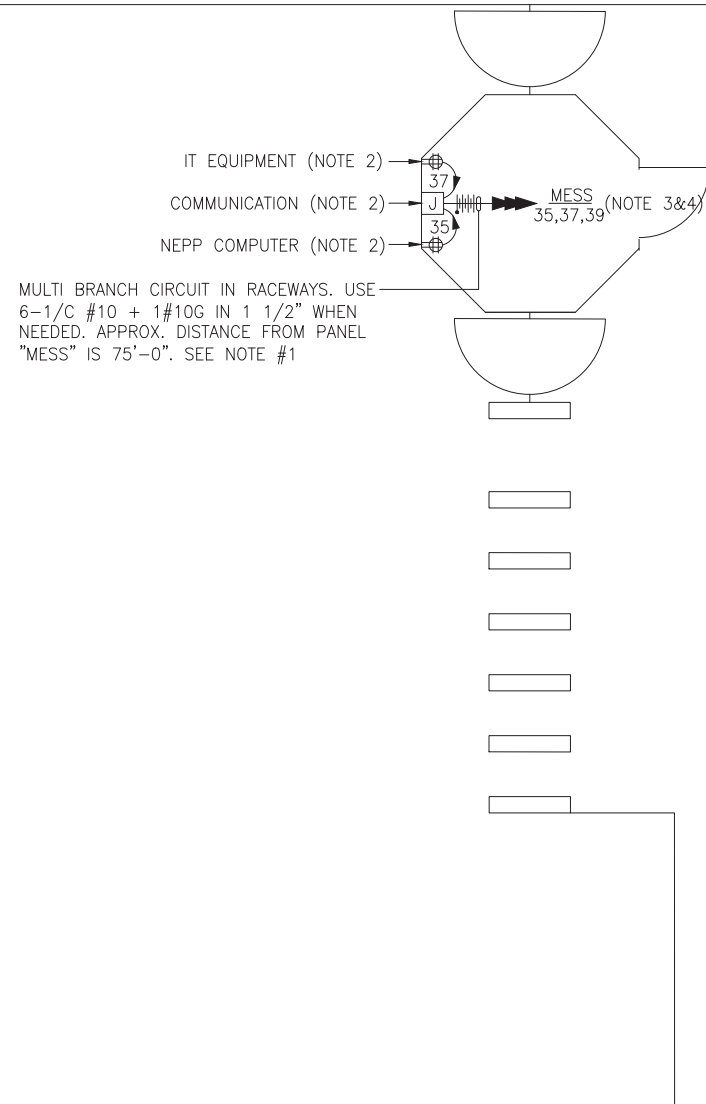 IT EQUIPMENT (NOTE 2)
37
COMMUNICATION (NOTE 2)
J
MESS
35,37,39
(NOTE 3&4)
35
NEPP COMPUTER (NOTE 2)
MULTI BRANCH CIRCUIT IN RACEWAYS. USE
6-1/C #10 + 1#10G IN 1 1/2" WHEN
NEEDED. APPROX. DISTANCE FROM PANEL
"MESS" IS 75'-0". SEE NOTE #1